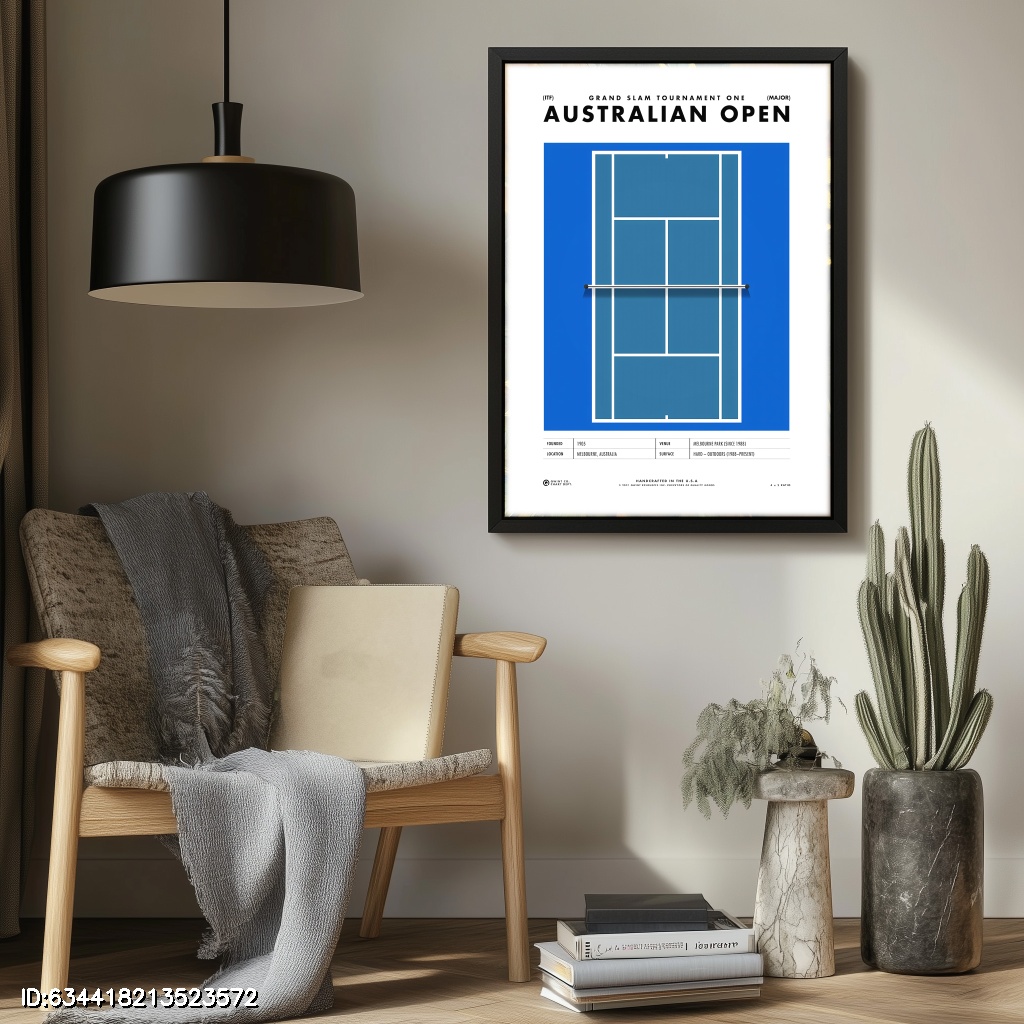 (ITF) GRAND SLAM TOURNAMENT ONE (MAJOR)
AUSTRALIAN OPEN
FOUNDED 1905 VENUE MELBOURNE PARK (SINCE 1988)
LOCATION MELBOURNE, AUSTRALIA SURFACE HARD – OUTDOORS (1988–PRESENT)
HANDCRAFTED IN THE U.S.A
ID:634418213523572